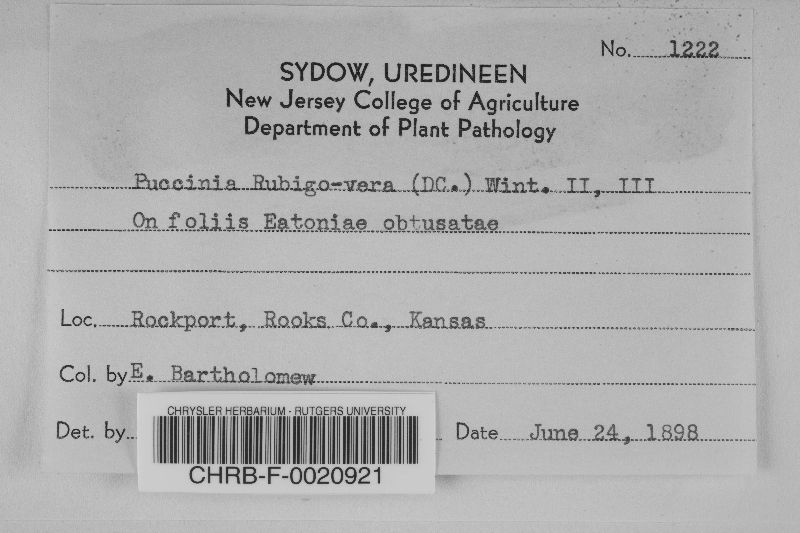 No. 1222
SYDOW, UREDINEEN
New Jersey College of Agriculture
Department of Plant Pathology
Puccinia Rubigo-vera (DC.) Wint. II, III
On foliis Eatoniae obtusatae
Loc. Rockport, Rooks Co., Kansas
Col. by E. Bartholomew
Det. by
Date June 24, 1898
CHRYSLER HERBARIUM - RUTGERS UNIVERSITY
CHRB-F-0020921